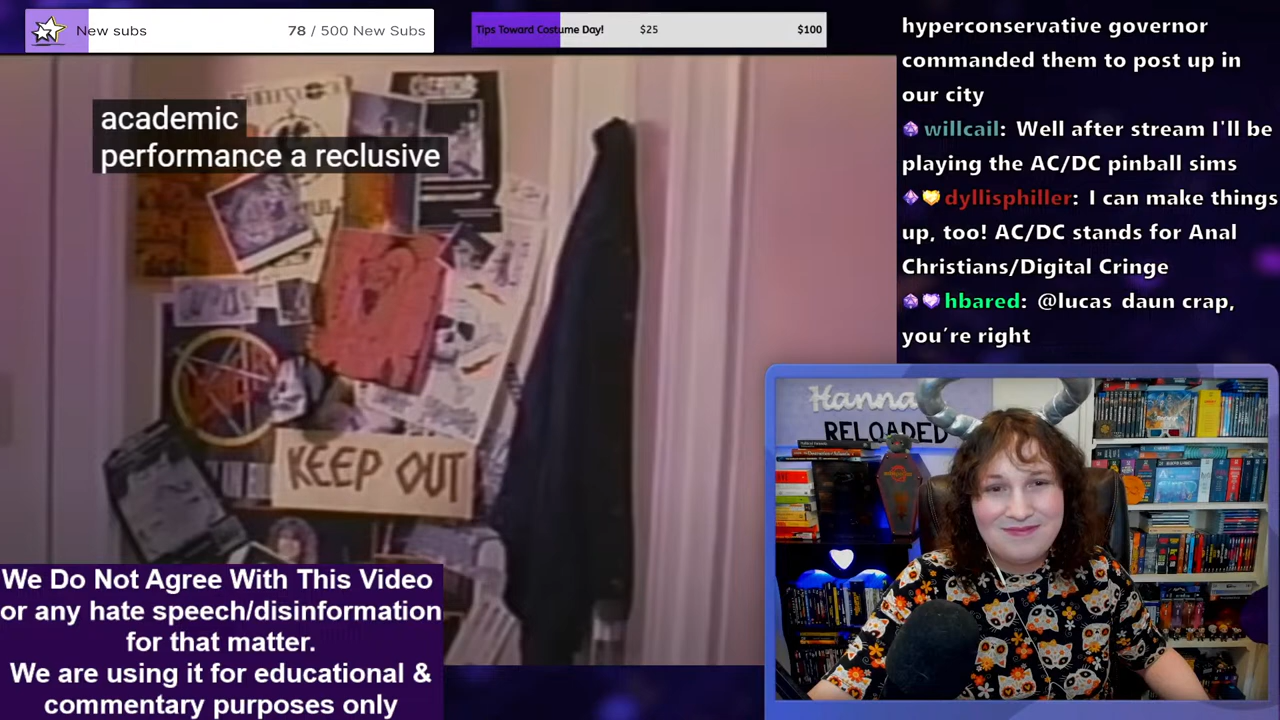 New subs
78 / 500 New Subs
Tips Toward Costume Day!
$25
$100
academic
performance a reclusive
KEEP OUT
We Do Not Agree With This Video
or any hate speech/disinformation
for that matter.
We are using it for educational &
commentary purposes only
hyperconservative governor
commanded them to post up in
our city
willcail: Well after stream I'll be
playing the AC/DC pinball sims
dyllisphiller: I can make things
up, too! AC/DC stands for Anal
Christians/Digital Cringe
hbared: @lucas daun crap,
you're right
Hanna
RELOADED